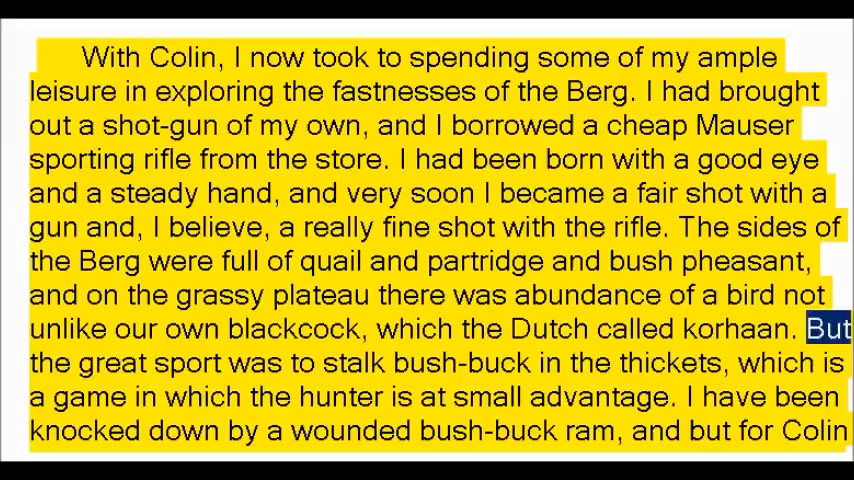 With Colin, I now took to spending some of my ample
leisure in exploring the fastnesses of the Berg. I had brought
out a shot-gun of my own, and I borrowed a cheap Mauser
sporting rifle from the store. I had been born with a good eye
and a steady hand, and very soon I became a fair shot with a
gun and, I believe, a really fine shot with the rifle. The sides of
the Berg were full of quail and partridge and bush pheasant,
and on the grassy plateau there was abundance of a bird not
unlike our own blackcock, which the Dutch called korhaan. But
the great sport was to stalk bush-buck in the thickets, which is
a game in which the hunter is at small advantage. I have been
knocked down by a wounded bush-buck ram, and but for Colin